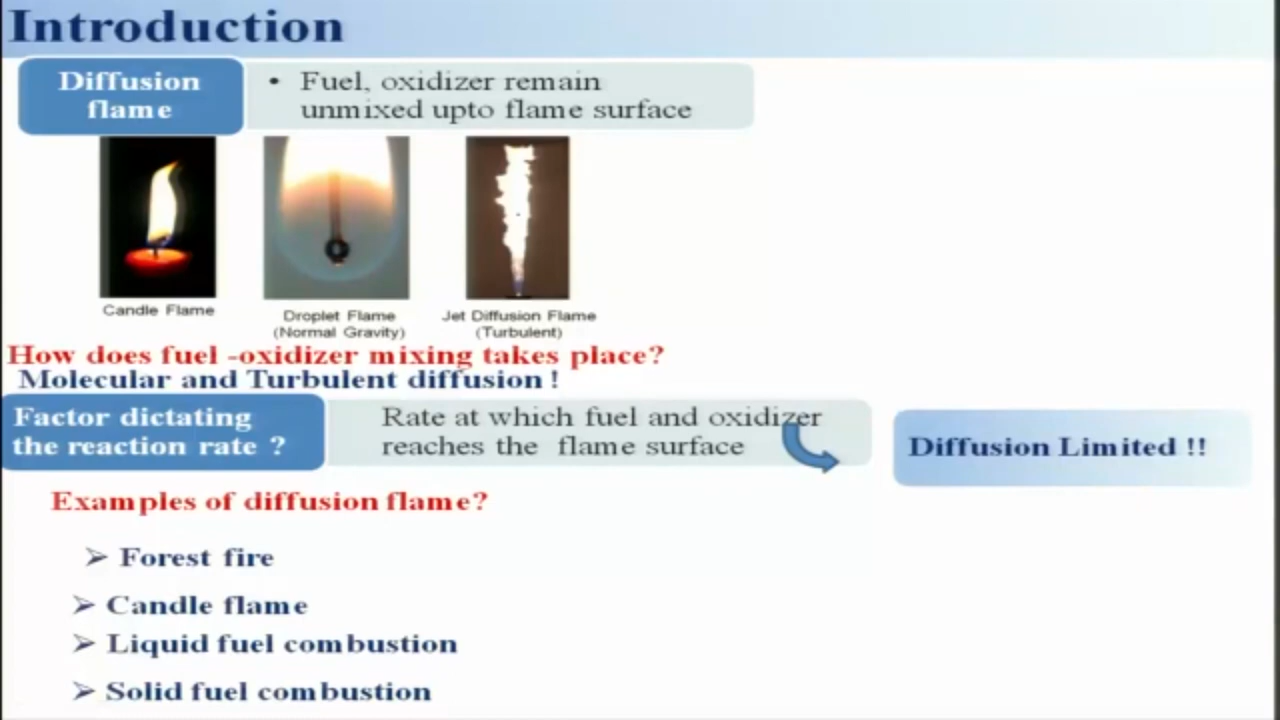 Introduction
Diffusion
flame
• Fuel, oxidizer remain
unmixed upto flame surface
Candle Flame
Droplet Flame
(Normal Gravity)
Jet Diffusion Flame
(Turbulent)
How does fuel -oxidizer mixing takes place?
Molecular and Turbulent diffusion !
Factor dictating
the reaction rate ?
Rate at which fuel and oxidizer
reaches the flame surface
Diffusion Limited !!
Examples of diffusion flame?
➢ Forest fire
➢ Candle flame
➢ Liquid fuel combustion
➢ Solid fuel combustion